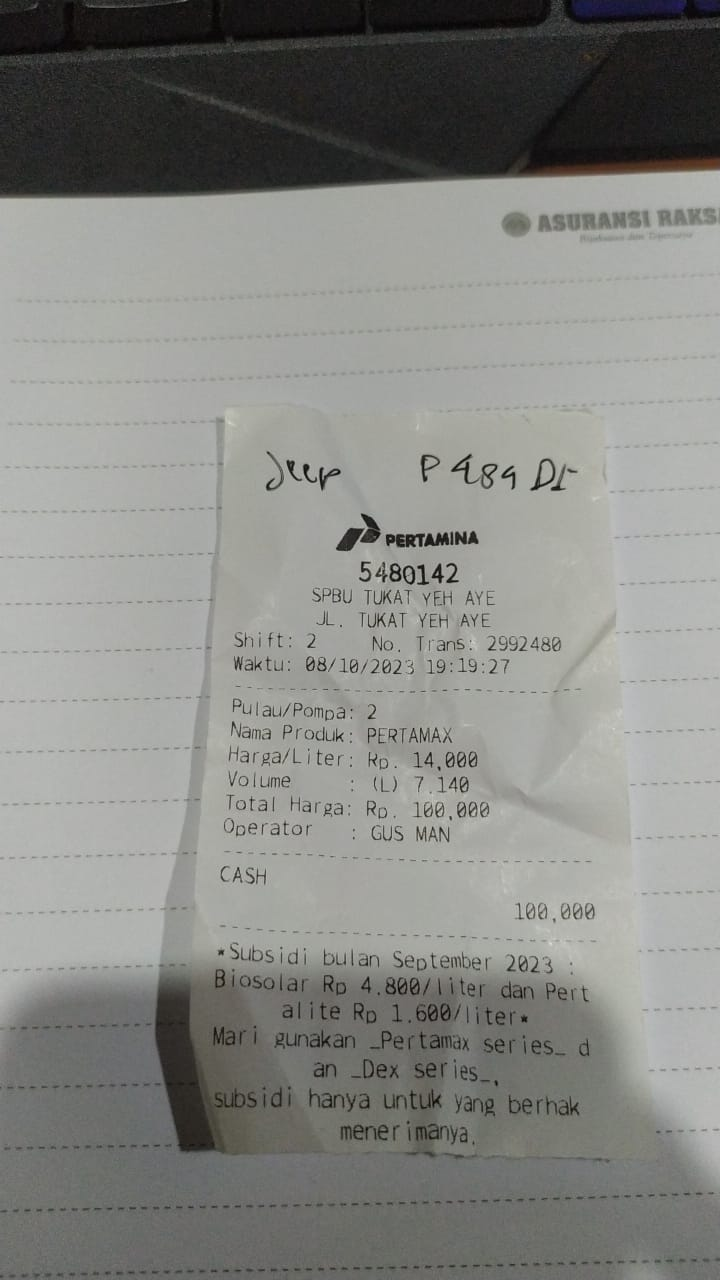 ASURANSI RAKS
Jeep P 484 DF
PERTAMINA
5480142
SPBU TUKAT YEH AYE
JL. TUKAT YEH AYE
Shift: 2 No. Trans: 2992480
Waktu: 08/10/2023 19:19:27
Pulau/Pompa: 2
Nama Produk: PERTAMAX
Harga/Liter: Rp. 14,000
Volume : (L) 7.140
Total Harga: Rp. 100,000
Operator : GUS MAN
CASH
100,000
*Subsidi bulan September 2023 :
Biosolar Rp 4.800/liter dan Pert
alite Rp 1.600/liter*
Mari gunakan _Pertamax series_ d
an _Dex series_,
subsidi hanya untuk yang berhak
menerimanya.